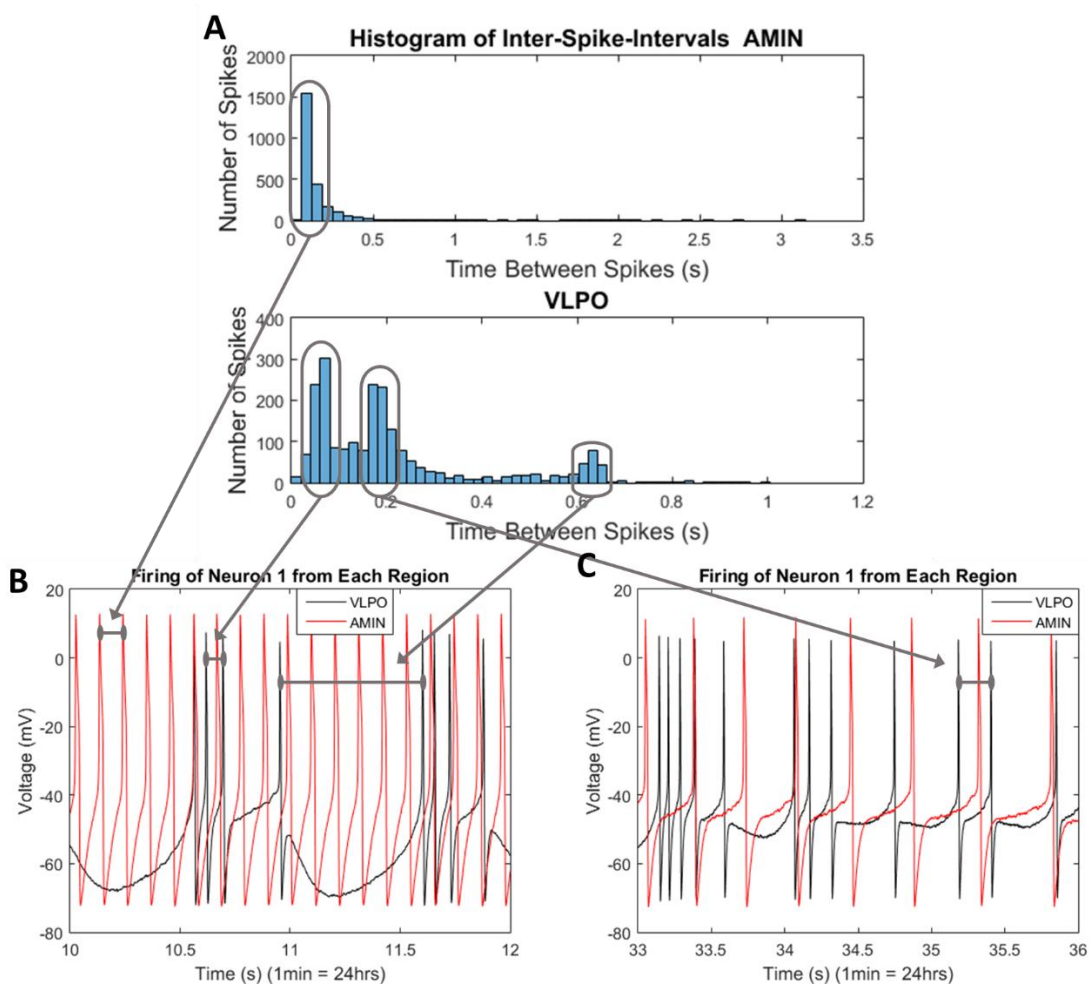 A
Histogram of Inter-Spike-Intervals AMIN
Number of Spikes
2000
1500
1000
500
0
0 0.5 1 1.5 2 2.5 3 3.5
Time Between Spikes (s)
VLPO
Number of Spikes
400
300
200
100
0
0 0.2 0.4 0.6 0.8 1 1.2
Time Between Spikes (s)
B
Firing of Neuron 1 from Each Region
VLPO
AMIN
Voltage (mV)
20
0
-20
-40
-60
-80
10 10.5 11 11.5 12
Time (s) (1min = 24hrs)
C
Firing of Neuron 1 from Each Region
VLPO
AMIN
Voltage (mV)
20
0
-20
-40
-60
-80
33 33.5 34 34.5 35 35.5 36
Time (s) (1min = 24hrs)